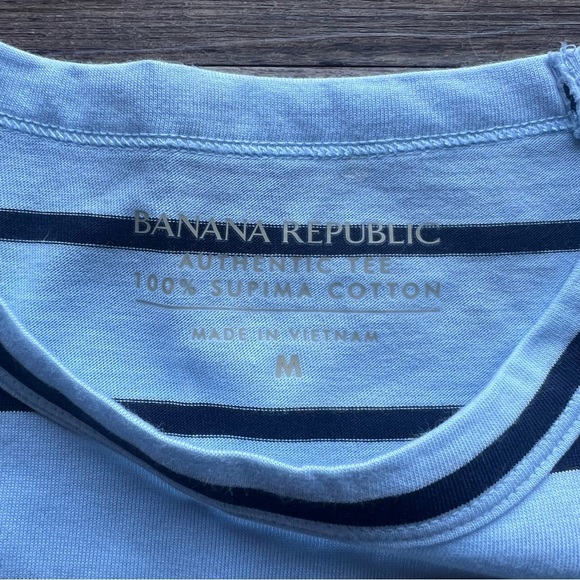 BANANA REPUBLIC
AUTHENTIC TEE
100% SUPIMA COTTON
MADE IN VIETNAM
M